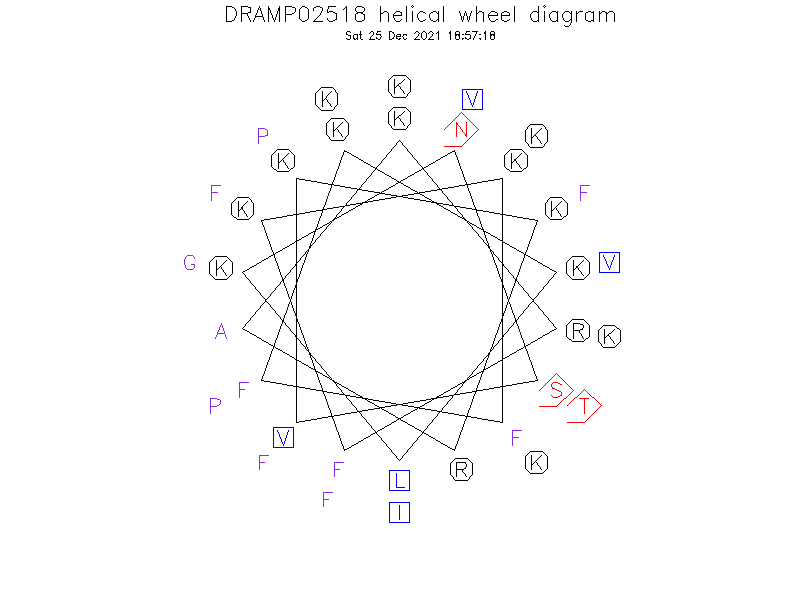 DRAMP02518 helical wheel diagram
Sat 25 Dec 2021 18:57:18
K
K V
K
K N
P K K
K K
F K K F
G K K V
A R K
F S
P T
V F
F F R K
F L
I